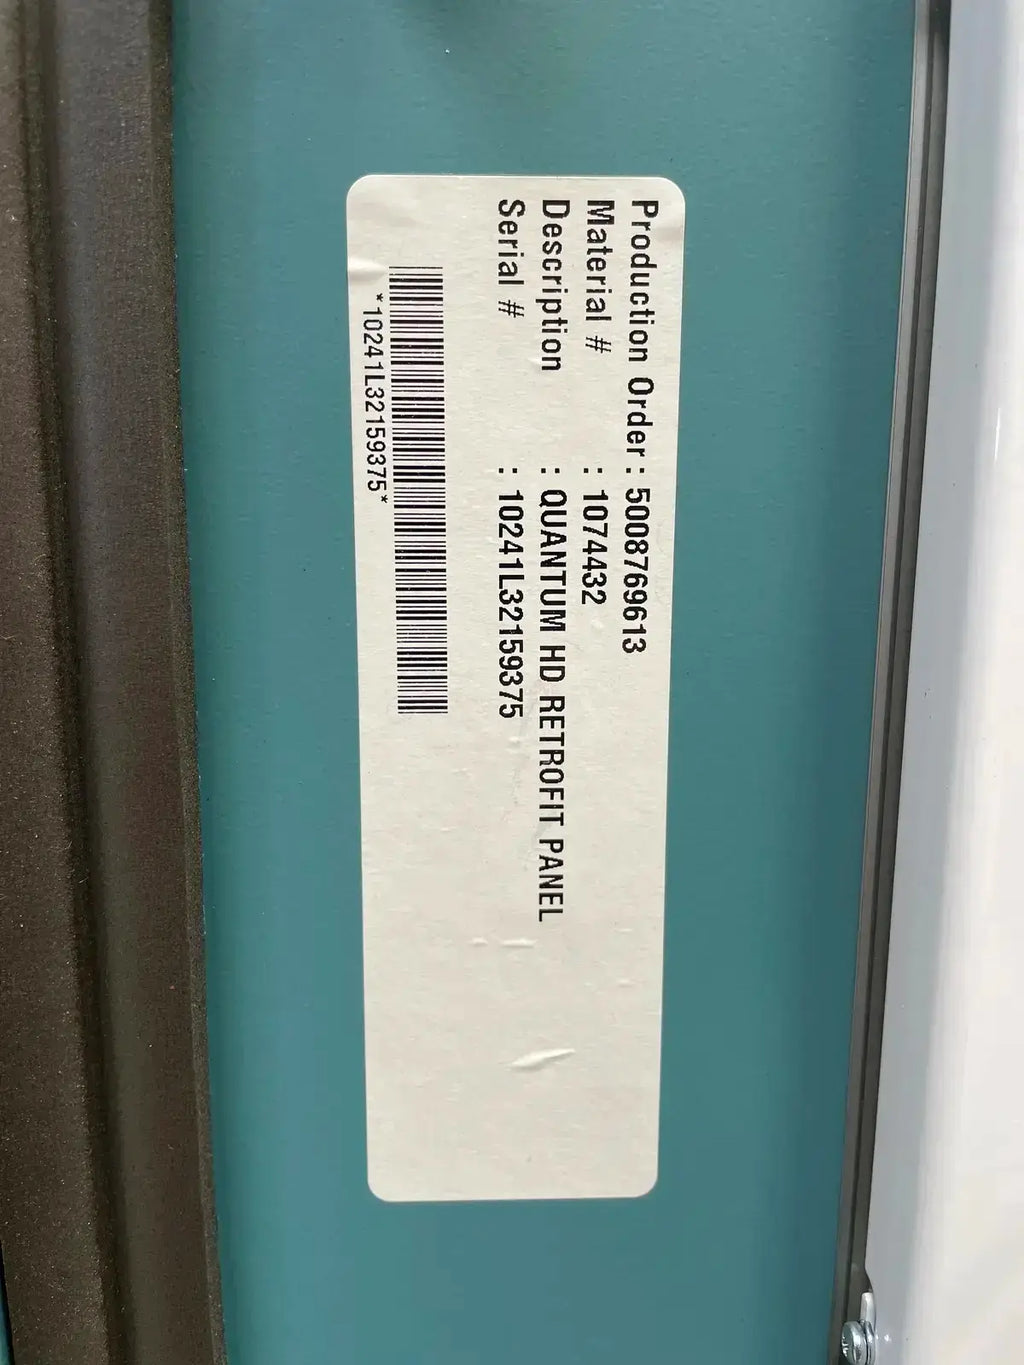 Production Order : 5008769613
Material # : 1074432
Description : QUANTUM HD RETROFIT PANEL
Serial # : 10241L32159375
*10241L32159375*